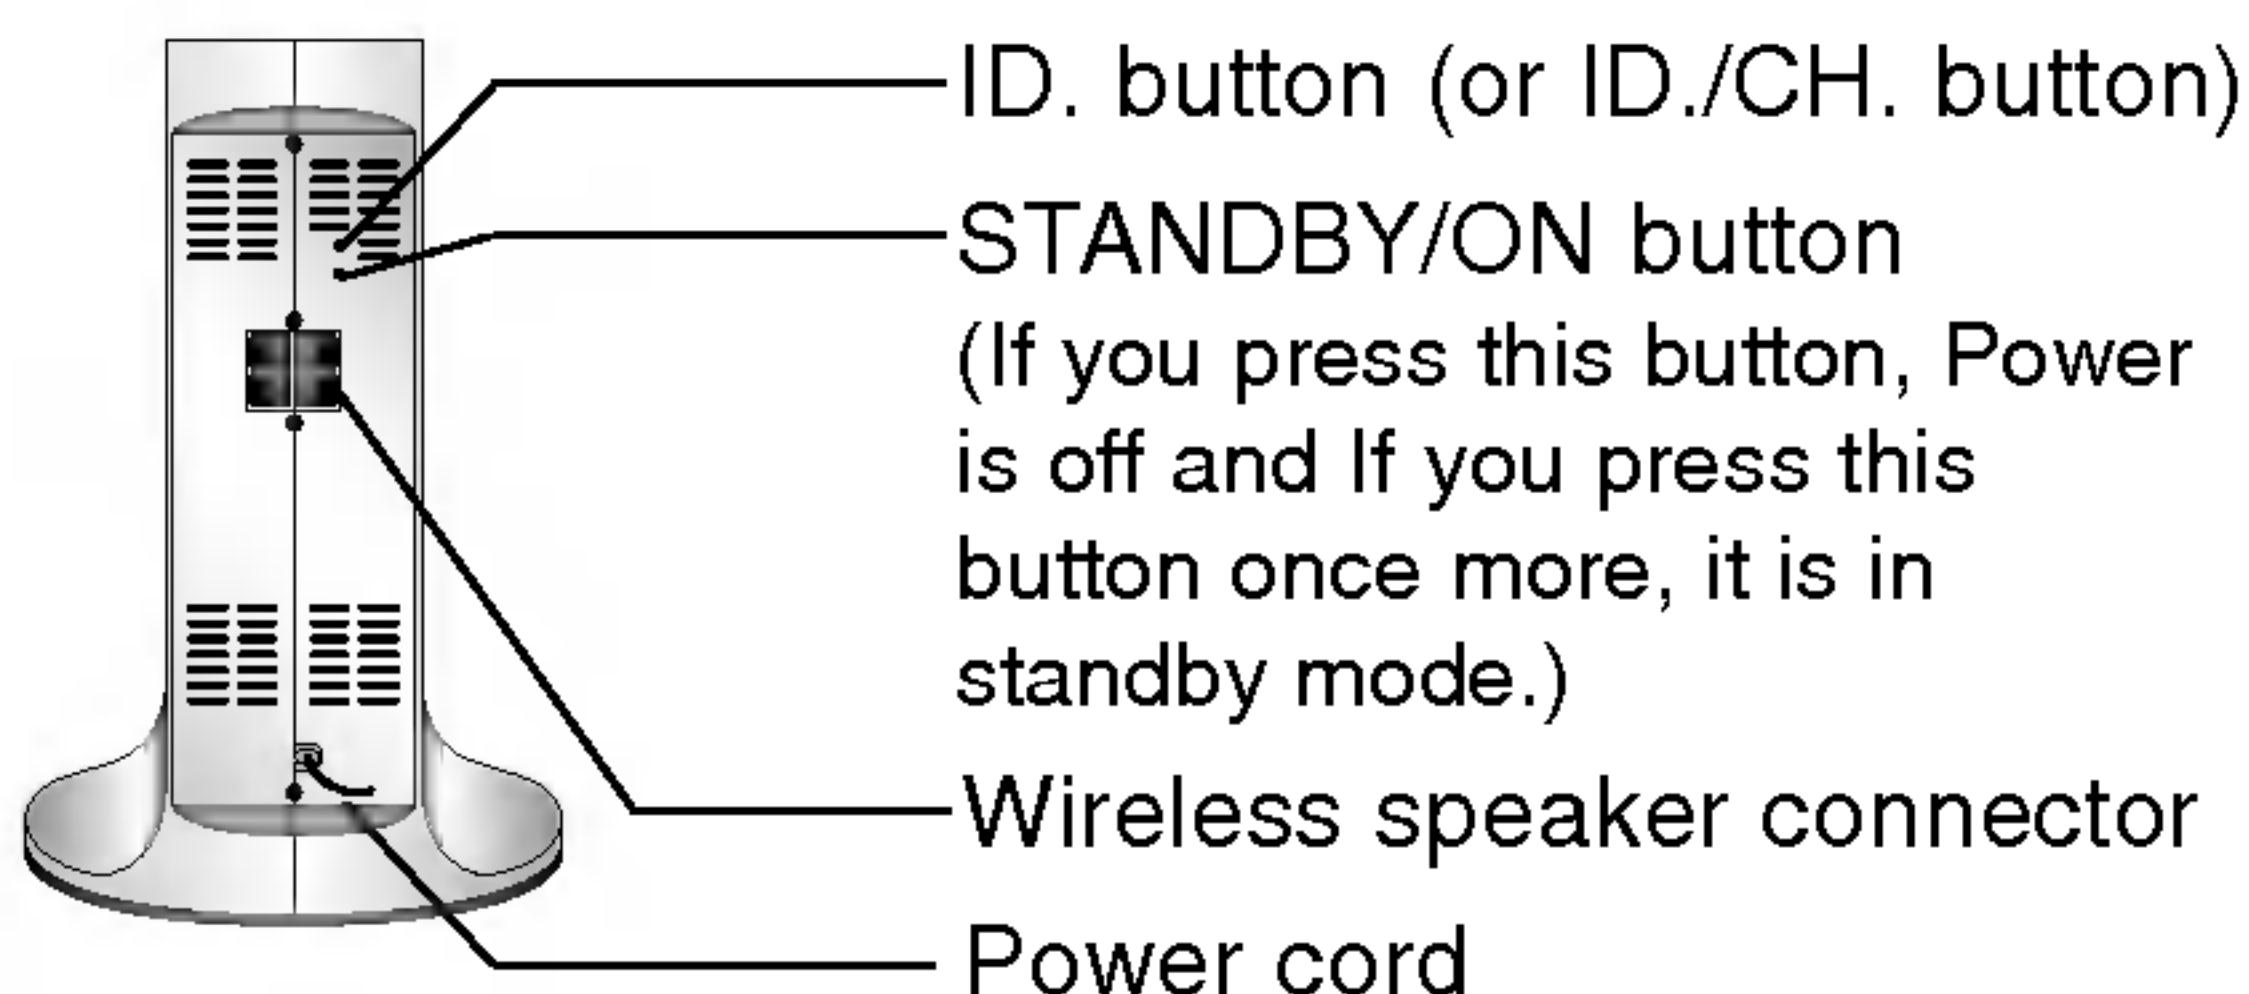 ID. button (or ID./CH. button)
STANDBY/ON button
(If you press this button, Power
is off and If you press this
button once more, it is in
standby mode.)
Wireless speaker connector
Power cord